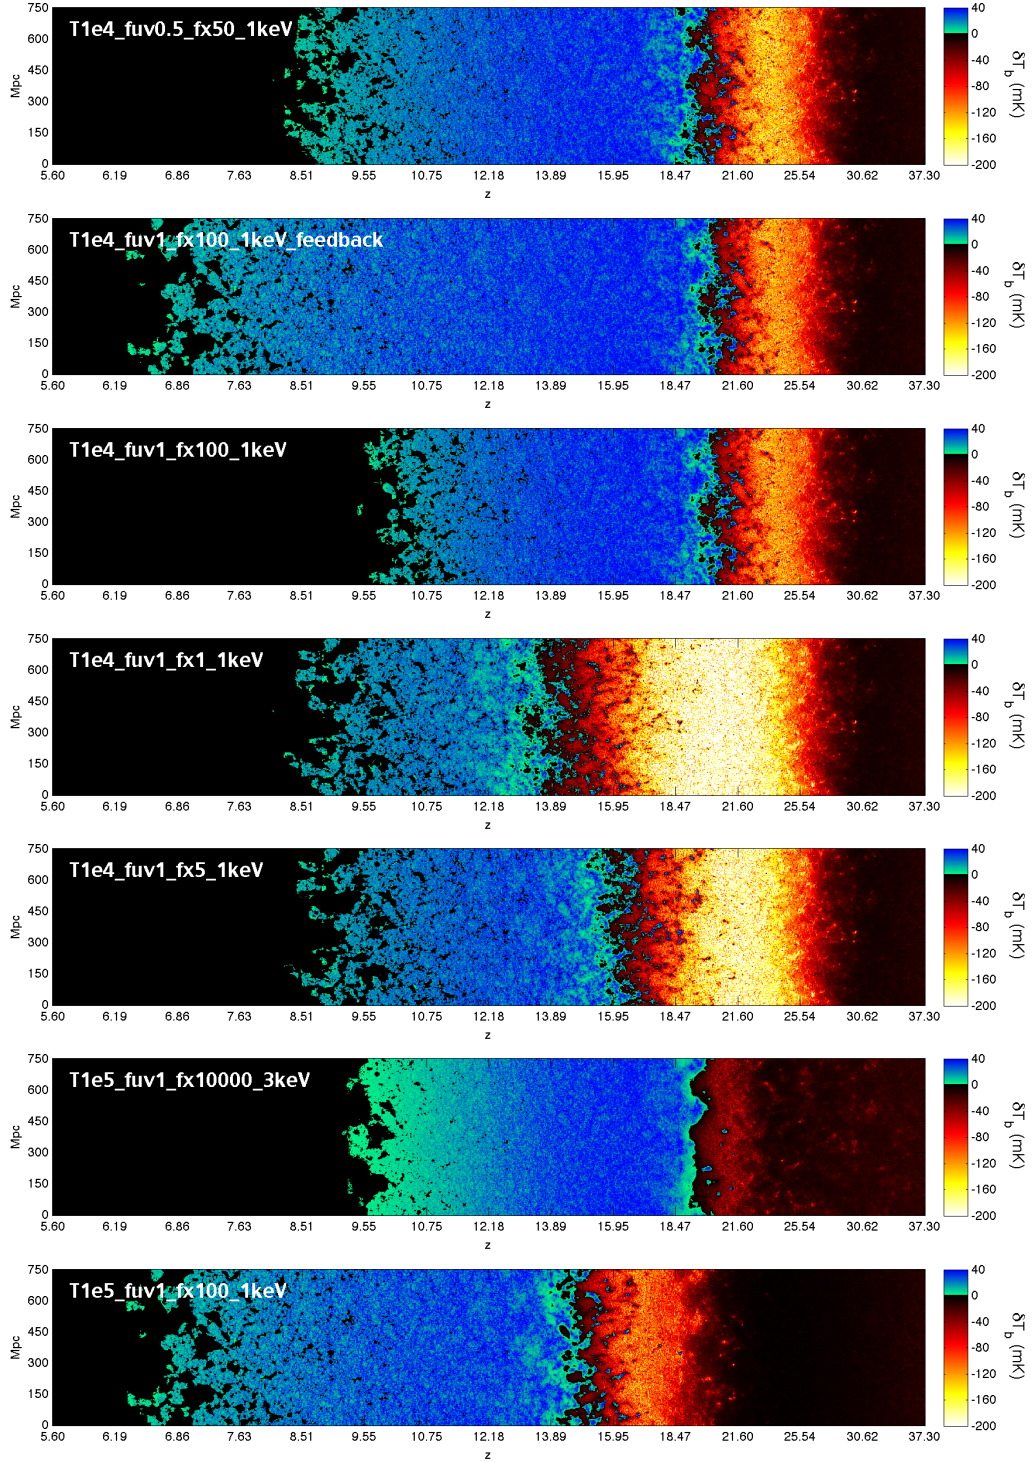 T1e4_fuv0.5_fx50_1keV
750
600
450
300
150
0
Mpc
5.60 6.19 6.86 7.63 8.51 9.55 10.75 12.18 13.89 15.95 18.47 21.60 25.54 30.62 37.30
z
40
0
-40
-80
-120
-160
-200
δT_b (mK)
T1e4_fuv1_fx100_1keV_feedback
750
600
450
300
150
0
Mpc
5.60 6.19 6.86 7.63 8.51 9.55 10.75 12.18 13.89 15.95 18.47 21.60 25.54 30.62 37.30
z
40
0
-40
-80
-120
-160
-200
δT_b (mK)
T1e4_fuv1_fx100_1keV
750
600
450
300
150
0
Mpc
5.60 6.19 6.86 7.63 8.51 9.55 10.75 12.18 13.89 15.95 18.47 21.60 25.54 30.62 37.30
z
40
0
-40
-80
-120
-160
-200
δT_b (mK)
T1e4_fuv1_fx1_1keV
750
600
450
300
150
0
Mpc
5.60 6.19 6.86 7.63 8.51 9.55 10.75 12.18 13.89 15.95 18.47 21.60 25.54 30.62 37.30
z
40
0
-40
-80
-120
-160
-200
δT_b (mK)
T1e4_fuv1_fx5_1keV
750
600
450
300
150
0
Mpc
5.60 6.19 6.86 7.63 8.51 9.55 10.75 12.18 13.89 15.95 18.47 21.60 25.54 30.62 37.30
z
40
0
-40
-80
-120
-160
-200
δT_b (mK)
T1e5_fuv1_fx10000_3keV
750
600
450
300
150
0
Mpc
5.60 6.19 6.86 7.63 8.51 9.55 10.75 12.18 13.89 15.95 18.47 21.60 25.54 30.62 37.30
z
40
0
-40
-80
-120
-160
-200
δT_b (mK)
T1e5_fuv1_fx100_1keV
750
600
450
300
150
0
Mpc
5.60 6.19 6.86 7.63 8.51 9.55 10.75 12.18 13.89 15.95 18.47 21.60 25.54 30.62 37.30
z
40
0
-40
-80
-120
-160
-200
δT_b (mK)